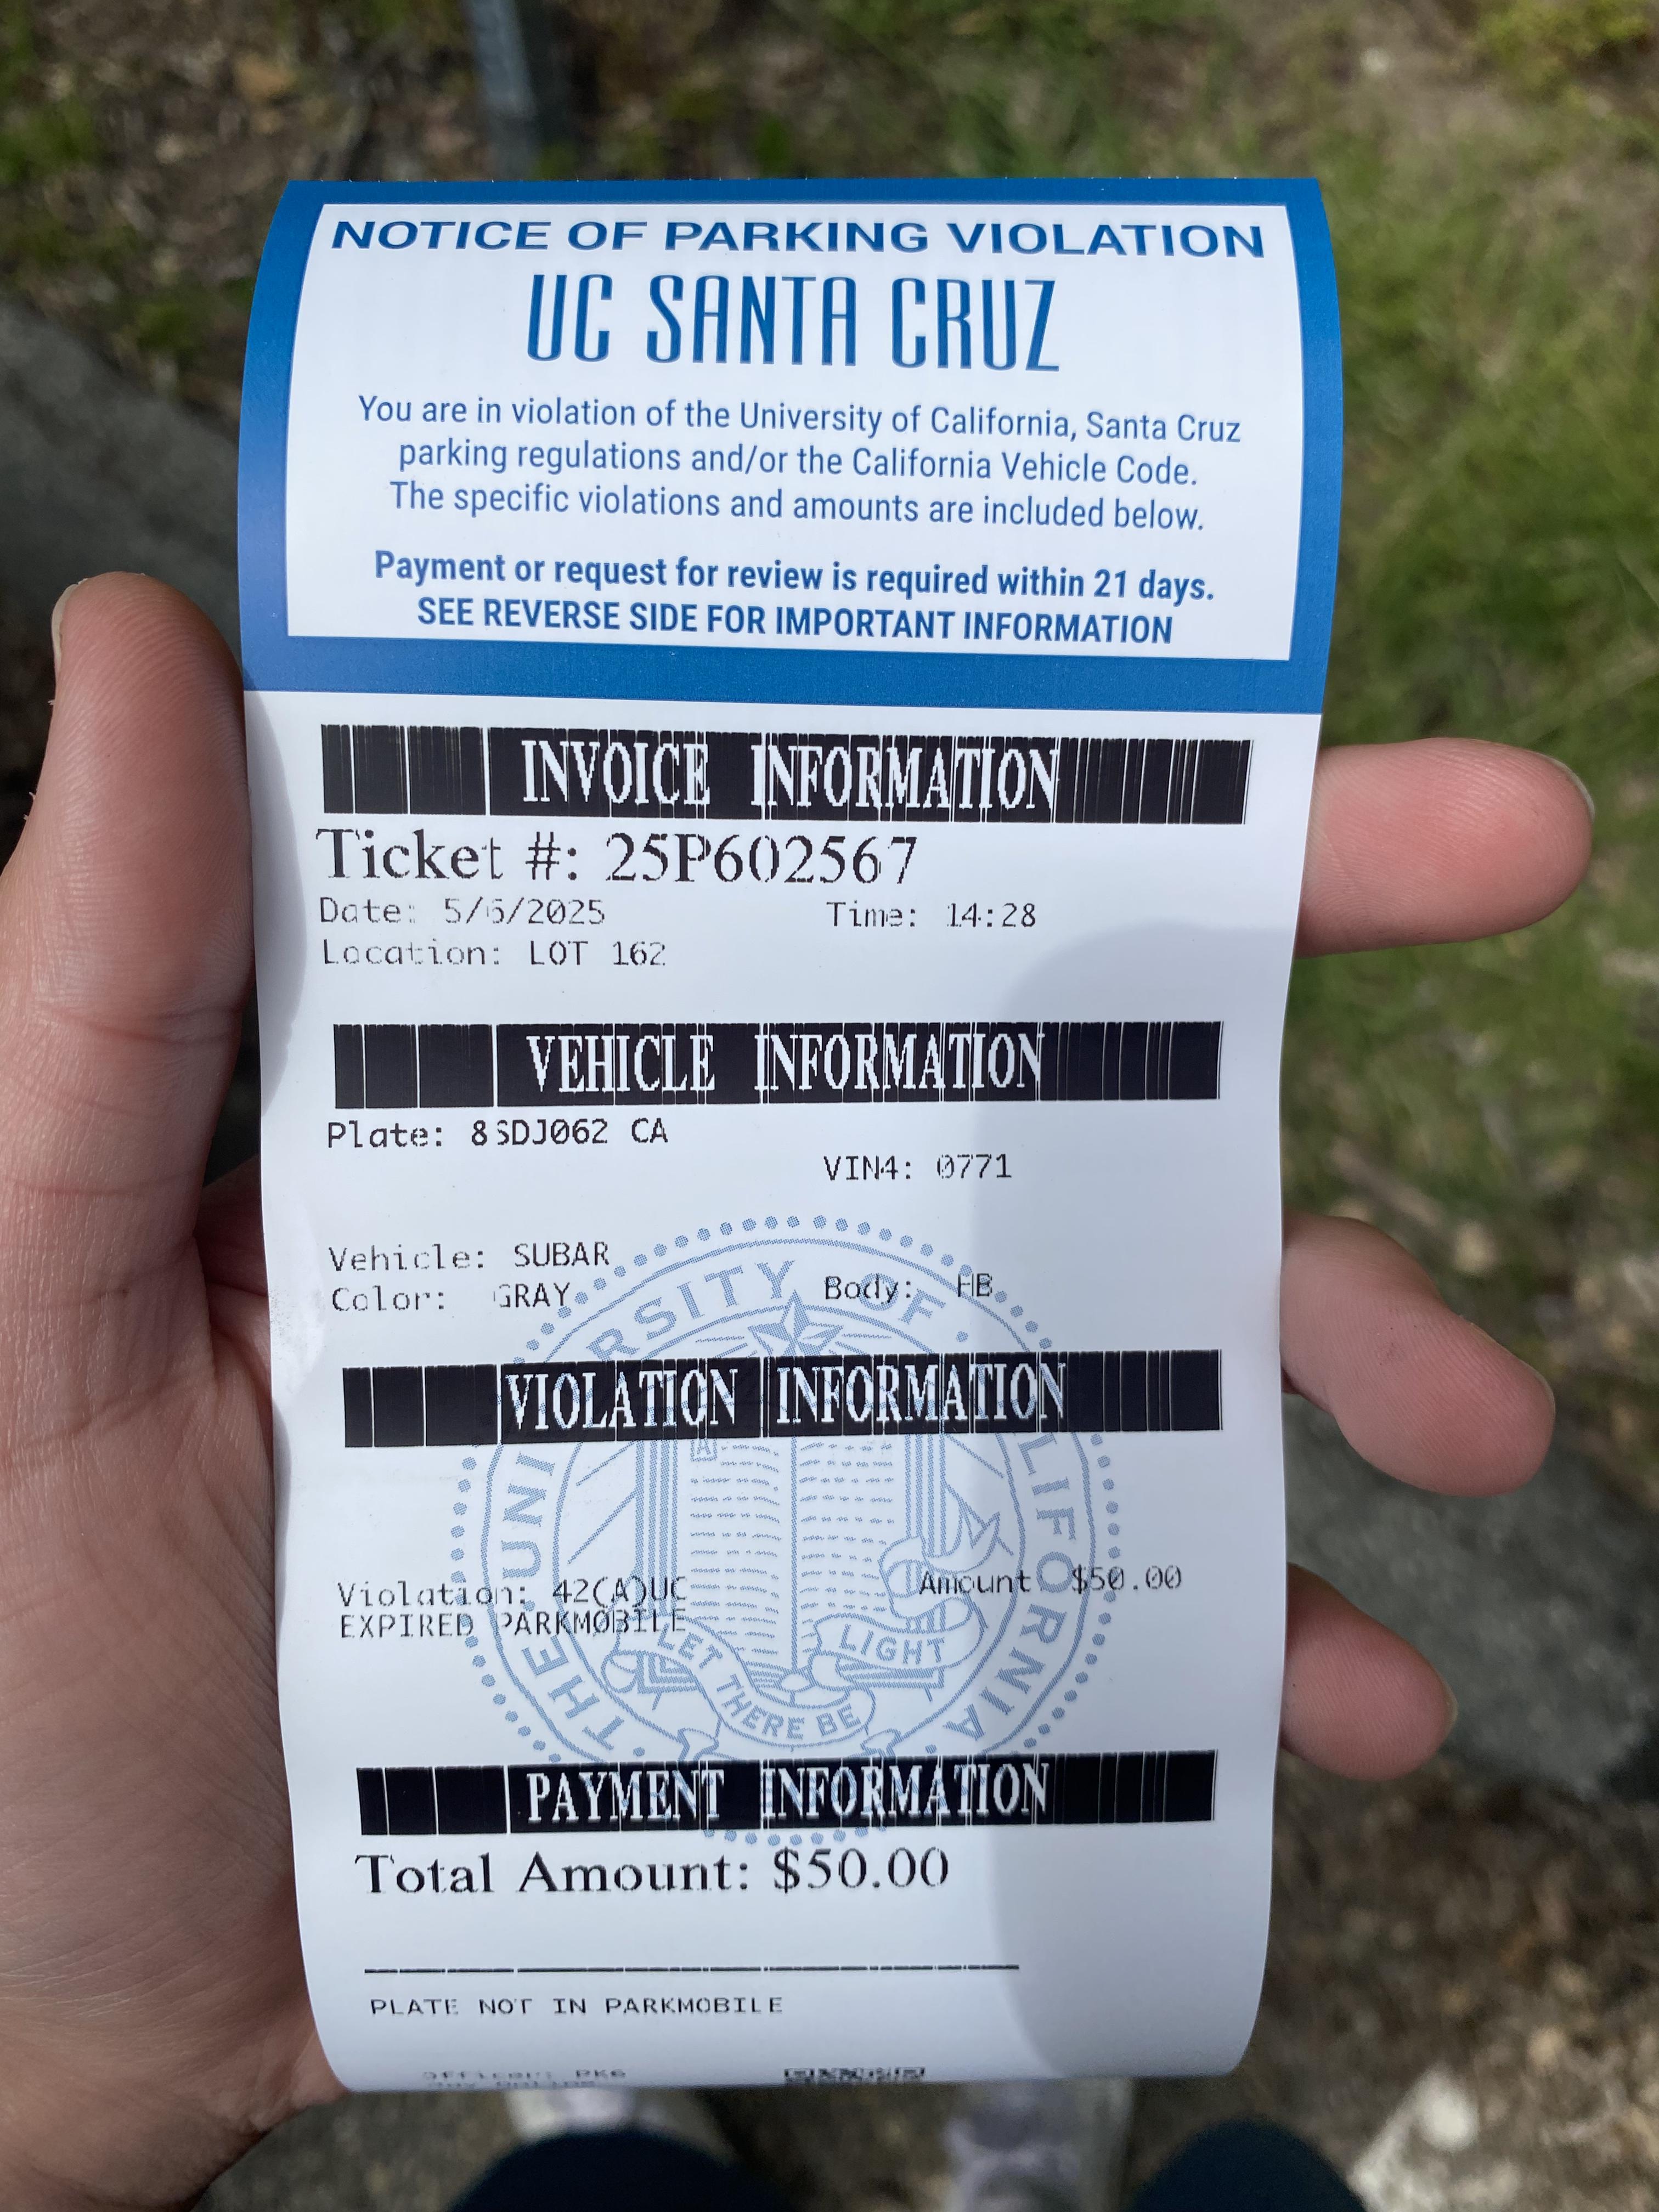 NOTICE OF PARKING VIOLATION
UC SANTA CRUZ
You are in violation of the University of California, Santa Cruz
parking regulations and/or the California Vehicle Code.
The specific violations and amounts are included below.
Payment or request for review is required within 21 days.
SEE REVERSE SIDE FOR IMPORTANT INFORMATION
INVOICE INFORMATION
Ticket #: 25P602567
Date: 5/6/2025 Time: 14:28
Location: LOT 162
VEHICLE INFORMATION
Plate: 8SDJ062 CA
VIN4: 0771
Vehicle: SUBAR
Color: GRAY Body: HB
VIOLATION INFORMATION
Violation: 42(A)UC Amount $50.00
EXPIRED PARKMOBILE
THE UNIVERSITY OF CALIFORNIA
A
LET THERE BE LIGHT
PAYMENT INFORMATION
Total Amount: $50.00
PLATE NOT IN PARKMOBILE
Officer: PK6